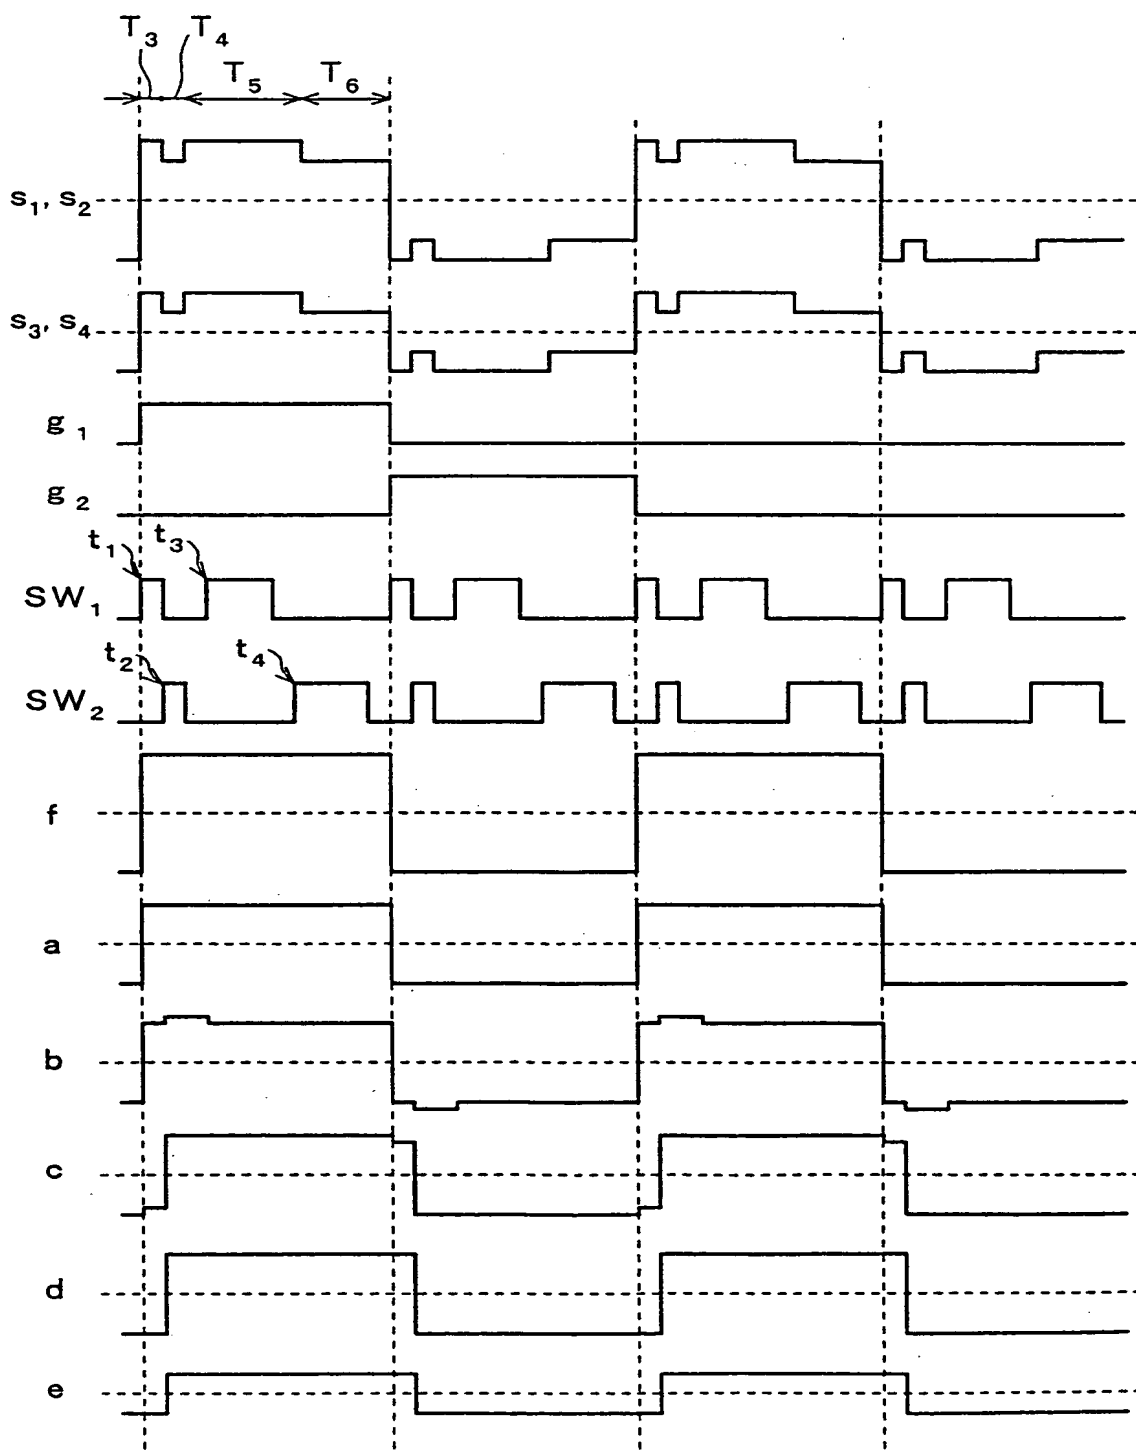 T₃ T₄
T₅ T₆
s₁, s₂
s₃, s₄
g₁
g₂
t₁ t₃
SW₁
t₂ t₄
SW₂
f
a
b
c
d
e